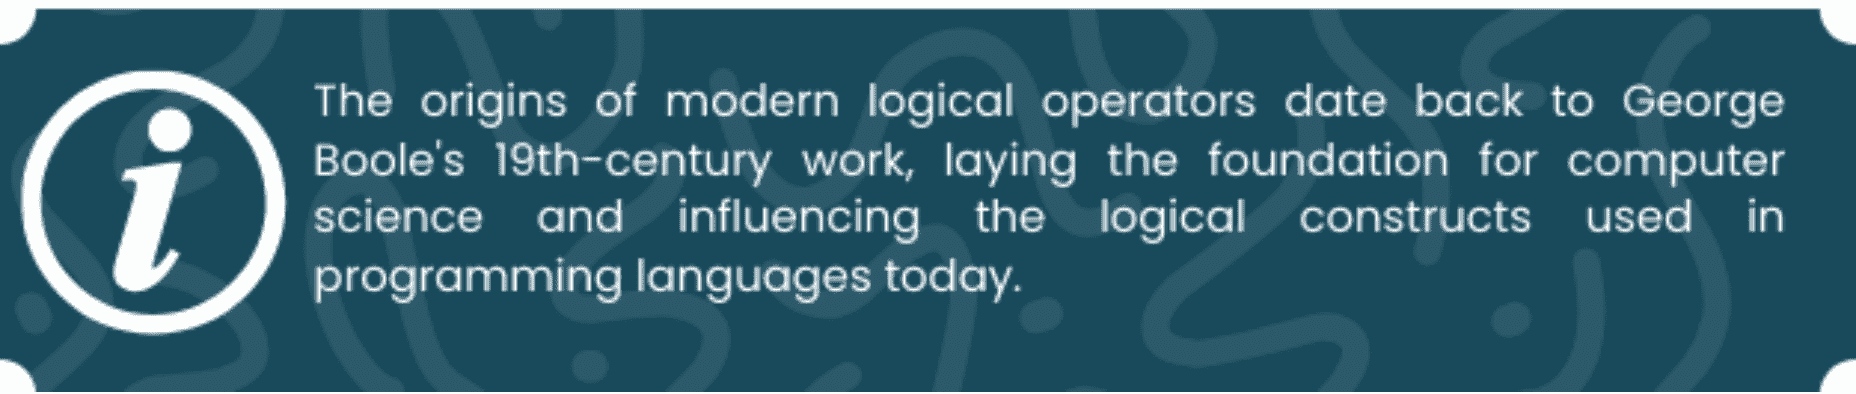 The origins of modern logical operators date back to George
Boole's 19th-century work, laying the foundation for computer
science and influencing the logical constructs used in
programming languages today.